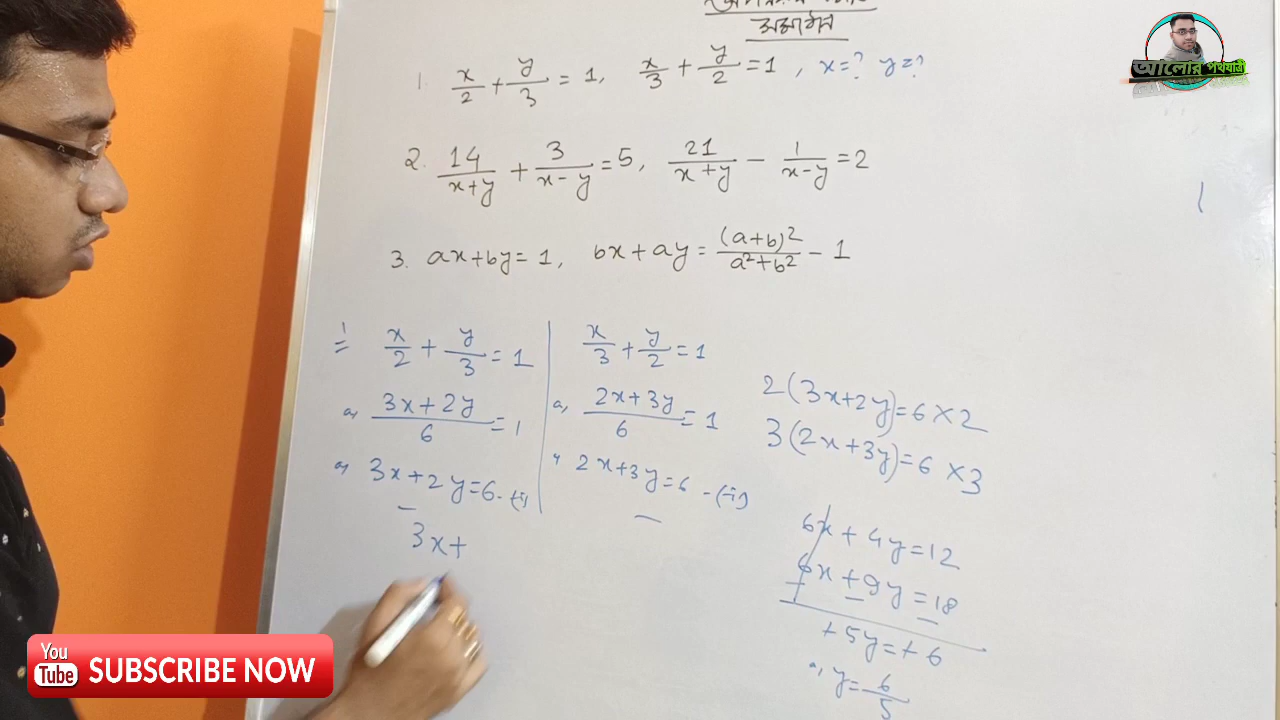 সমাধান
আলোর পথযাত্রী
1. x/2 + y/3 = 1, x/3 + y/2 = 1, x=? y=?
2. 14/(x+y) + 3/(x-y) = 5, 21/(x+y) - 1/(x-y) = 2
3. ax+by=1, bx+ay = (a+b)2/(a2+b2) - 1
1 x/2 + y/3 = 1
(3x+2y)/6 = 1
3x+2y=6 - (i)
3x+
x/3 + y/2 = 1
(2x+3y)/6 = 1
2x+3y=6 - (ii)
2(3x+2y)=6×2
3(2x+3y)=6×3
6x+4y=12
6x+9y=18
+5y=+6
y=6/5
You Tube SUBSCRIBE NOW